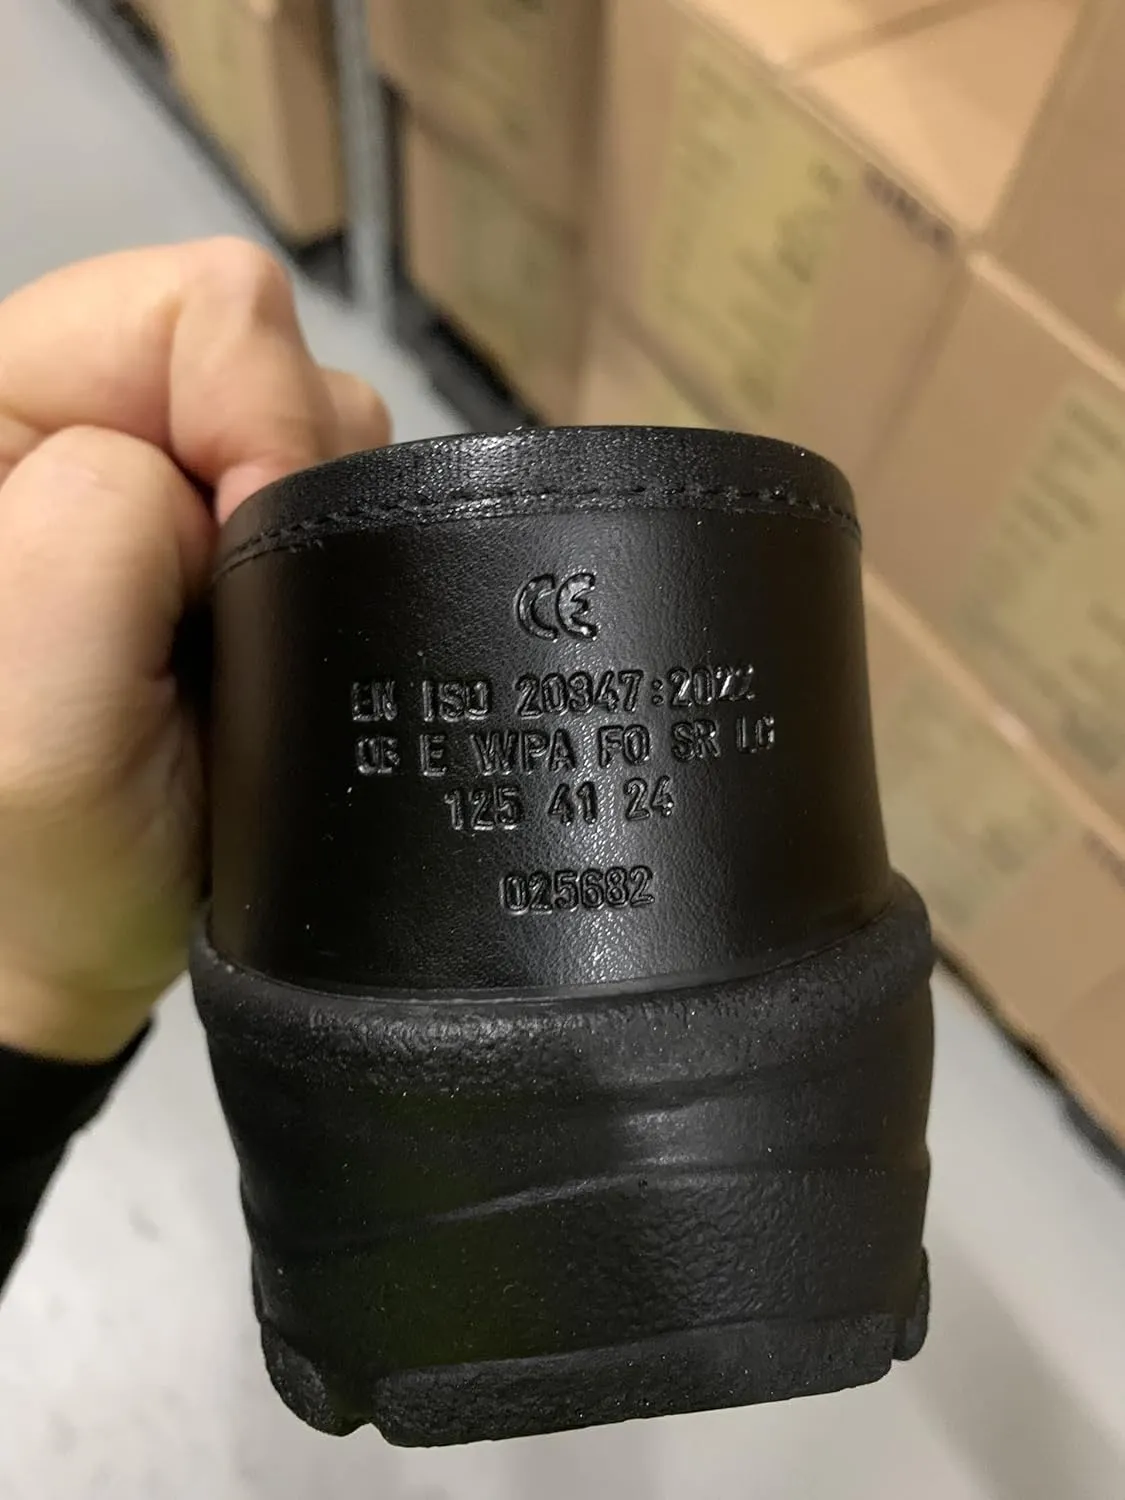 CE
EN ISO 20347:2022
OB E WPA FO SR LG
125 41 24
025682